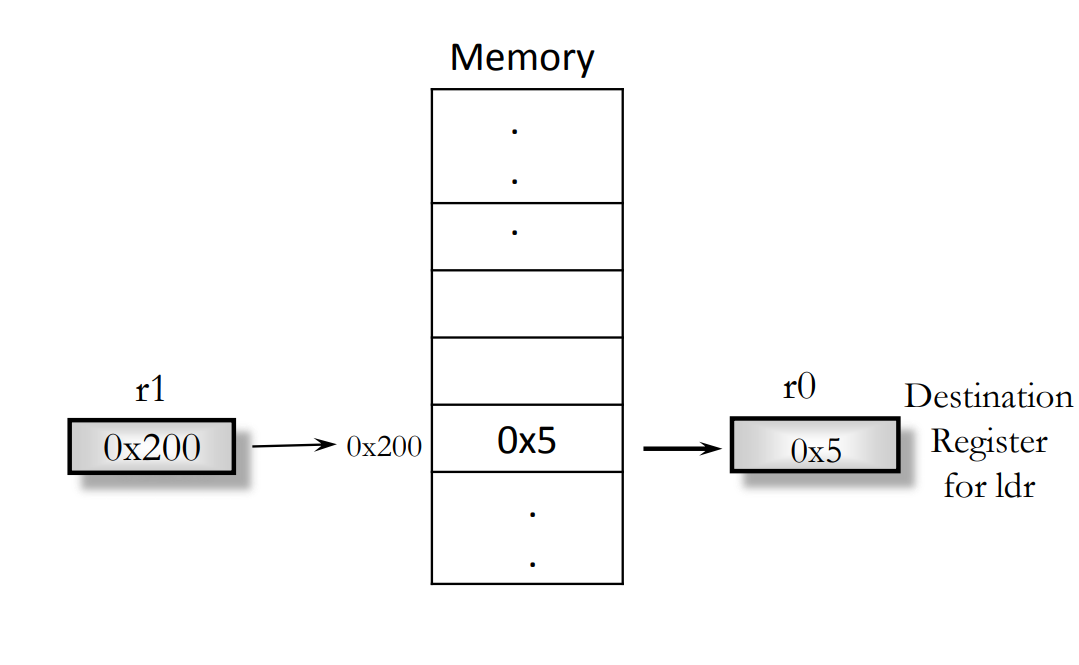 Memory
r1
0x200
0x200
0x5
r0
0x5
Destination
Register
for ldr